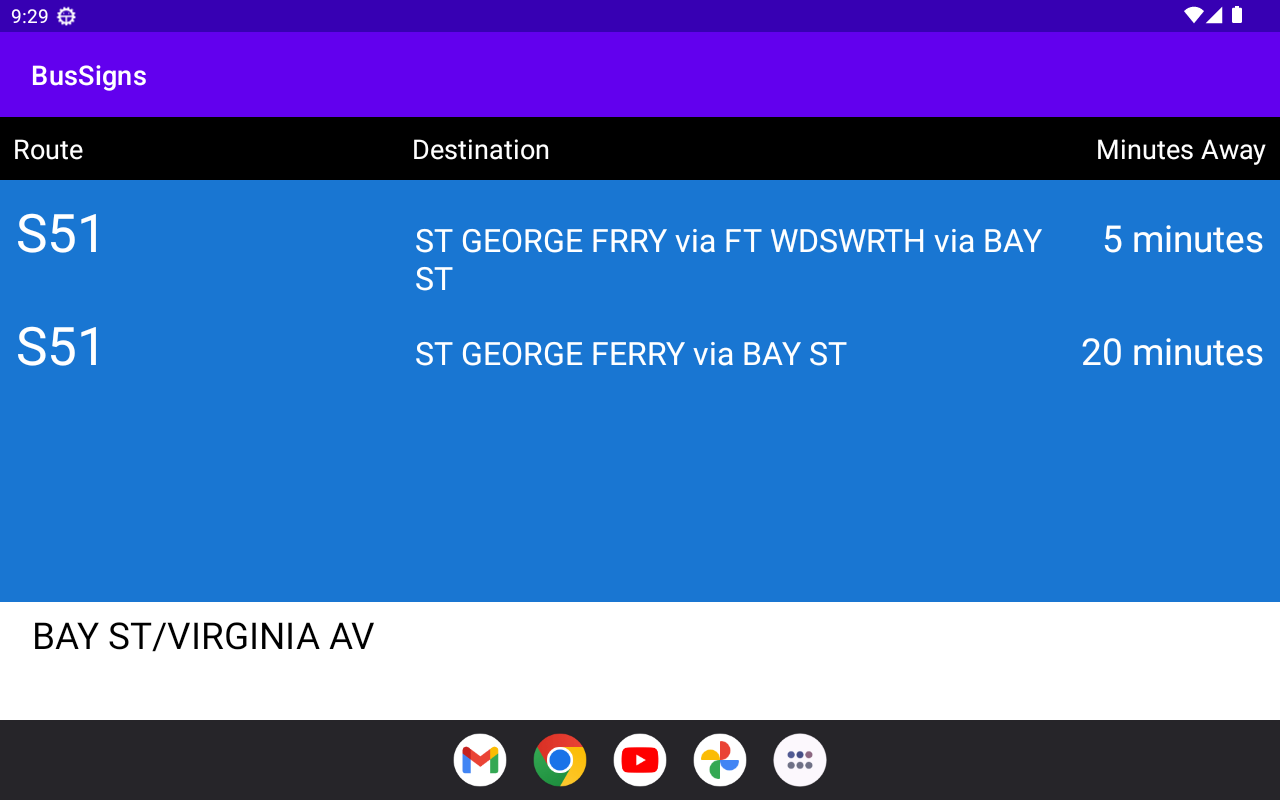 9:29
BusSigns
Route Destination Minutes Away
S51 ST GEORGE FRRY via FT WDSWRTH via BAY 5 minutes
ST
S51 ST GEORGE FERRY via BAY ST 20 minutes
BAY ST/VIRGINIA AV